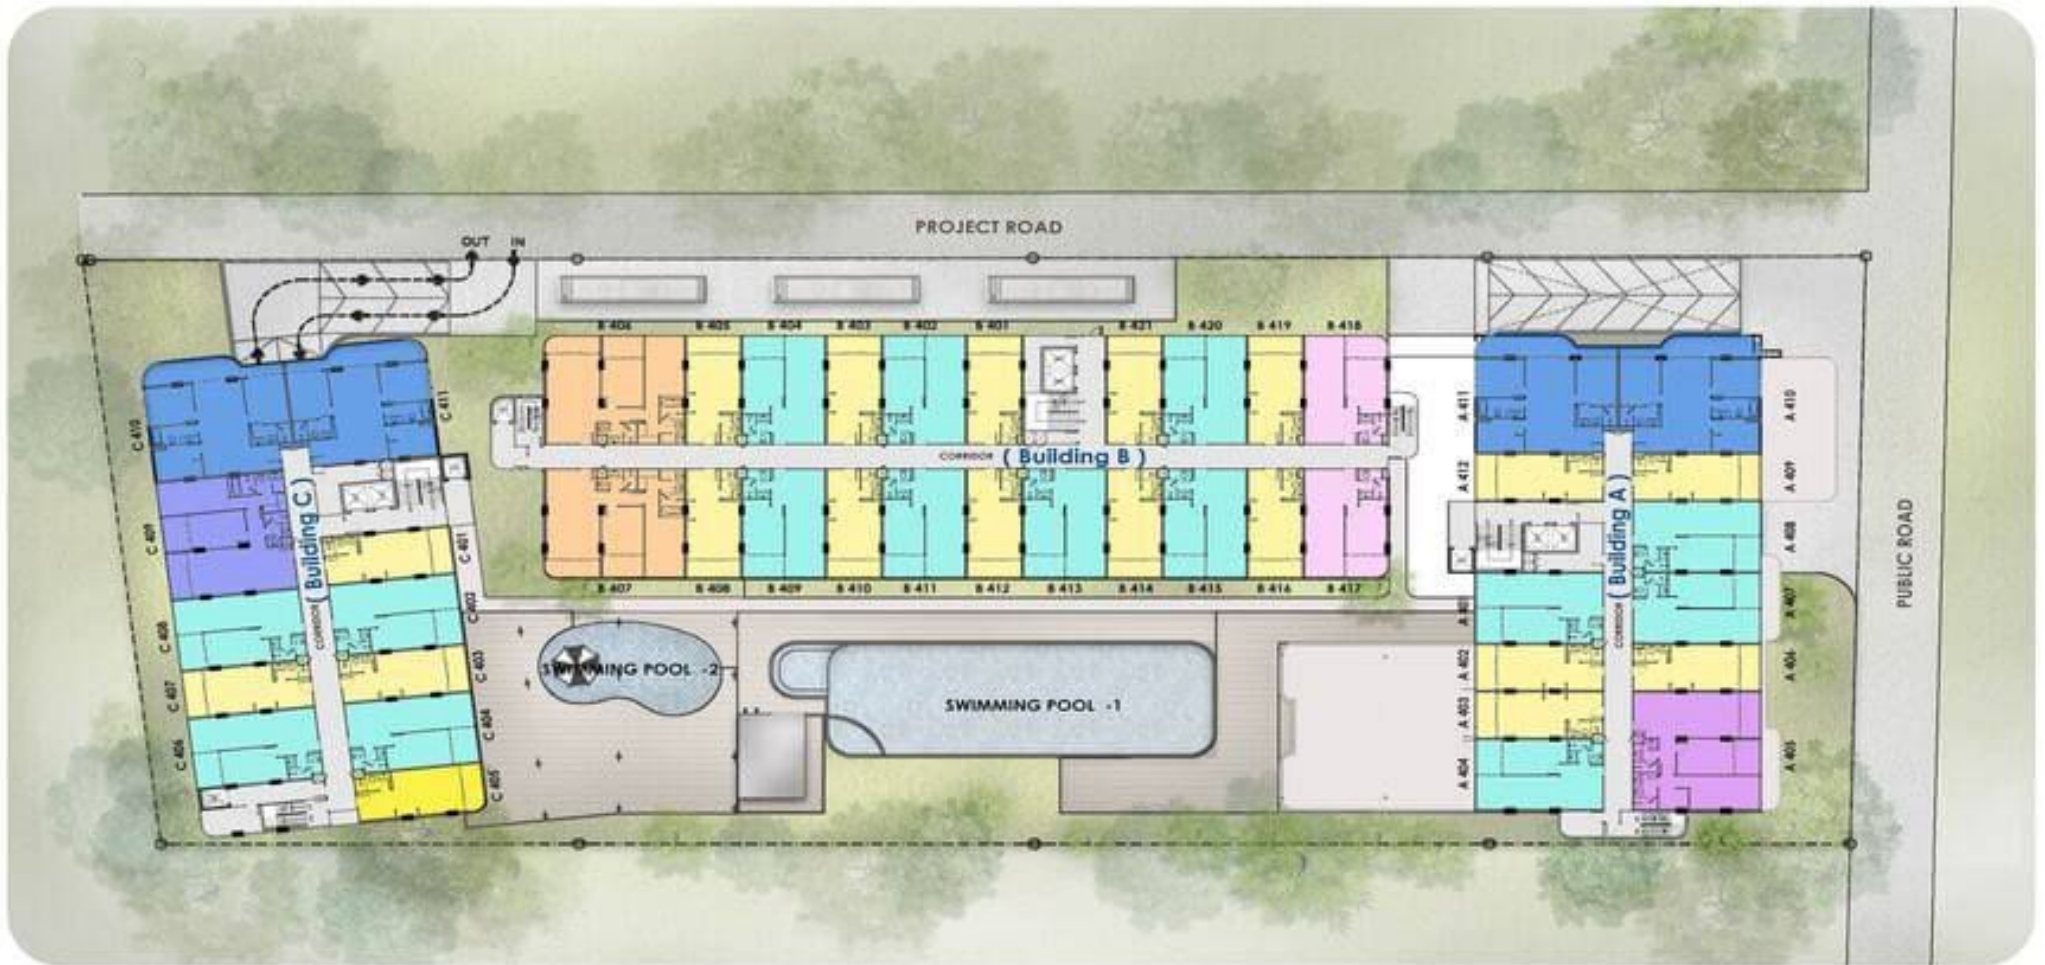 PROJECT ROAD
OUT IN
B 406 B 405 B 404 B 403 B 402 B 401 B 421 B 420 B 419 B 418
CORRIDOR ( Building B )
B 407 B 408 B 409 B 410 B 411 B 412 B 413 B 414 B 415 B 416 B 417
C 410
C 409
C 408
C 407
C 406
CORRIDOR ( Building C )
C 411
C 401
C 402
C 403
C 404
C 405
SWIMMING POOL -2
SWIMMING POOL -1
A 411
A 412
A 401
A 402
A 403
A 404
CORRIDOR ( Building A )
A 410
A 409
A 408
A 407
A 406
A 405
PUBLIC ROAD